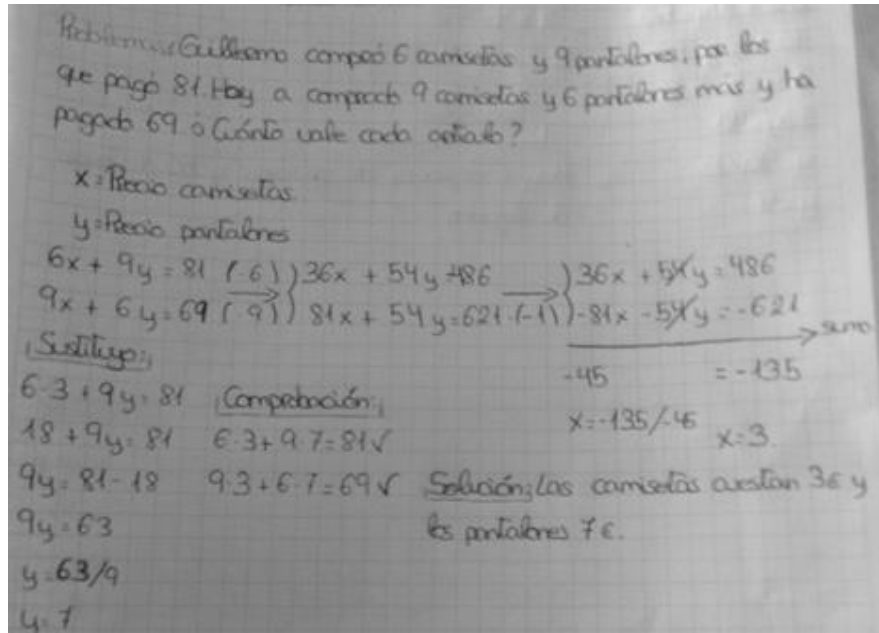 Problema: Guillermo compró 6 camisetas y 9 pantalones, por los
que pagó 81. Hoy a comprado 9 camisetas y 6 pantalones más y ha
pagado 69 ¿Cuánto vale cada artículo?
x=Precio camisetas.
y=Precio pantalones
6x + 9y = 81 (·6) } 36x + 54y = 486 → } 36x + 54y = 486
9x + 6y = 69 (·9) } 81x + 54y = 621 (-1) } -81x - 54y = -621
→ sumo
-45 = -135
x=-135/-45 x=3.
¡Sustituyo!
6·3 + 9y = 81
18 + 9y = 81
9y = 81 - 18
9y = 63
y = 63/9
y = 7
¡Comprobación!
6·3 + 9·7 = 81 √
9·3 + 6·7 = 69 √
Solución; Las camisetas cuestan 3€ y
los pantalones 7€.